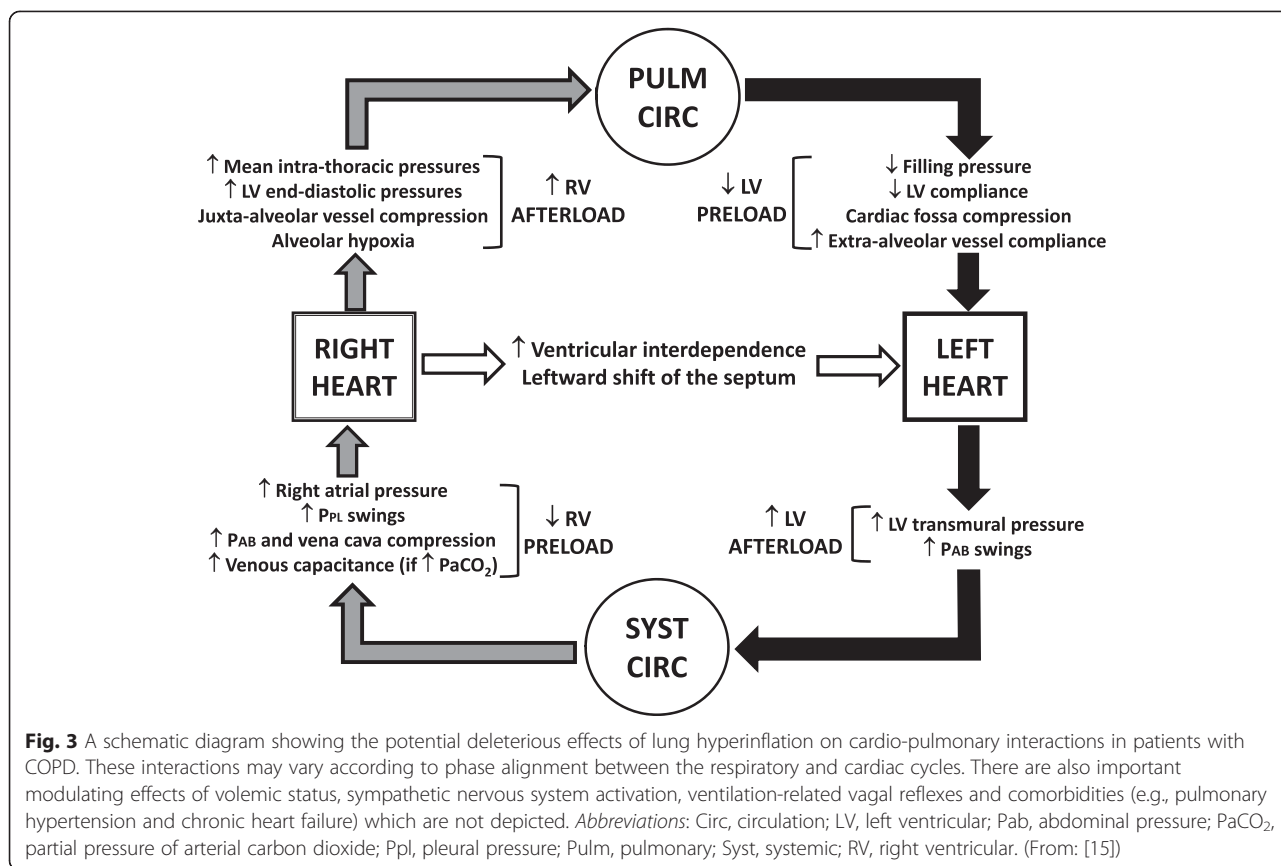 PULM
CIRC
↑ Mean intra-thoracic pressures
↑ LV end-diastolic pressures
Juxta-alveolar vessel compression
Alveolar hypoxia
↑ RV
AFTERLOAD
↓ LV
PRELOAD
↓ Filling pressure
↓ LV compliance
Cardiac fossa compression
↑ Extra-alveolar vessel compliance
RIGHT
HEART
↑ Ventricular interdependence
Leftward shift of the septum
LEFT
HEART
↑ Right atrial pressure
↑ PPL swings
↑ PAB and vena cava compression
↑ Venous capacitance (if ↑ PaCO₂)
↓ RV
PRELOAD
↑ LV
AFTERLOAD
↑ LV transmural pressure
↑ PAB swings
SYST
CIRC
Fig. 3 A schematic diagram showing the potential deleterious effects of lung hyperinflation on cardio-pulmonary interactions in patients with
COPD. These interactions may vary according to phase alignment between the respiratory and cardiac cycles. There are also important
modulating effects of volemic status, sympathetic nervous system activation, ventilation-related vagal reflexes and comorbidities (e.g., pulmonary
hypertension and chronic heart failure) which are not depicted. Abbreviations: Circ, circulation; LV, left ventricular; Pab, abdominal pressure; PaCO₂,
partial pressure of arterial carbon dioxide; Ppl, pleural pressure; Pulm, pulmonary; Syst, systemic; RV, right ventricular. (From: [15])